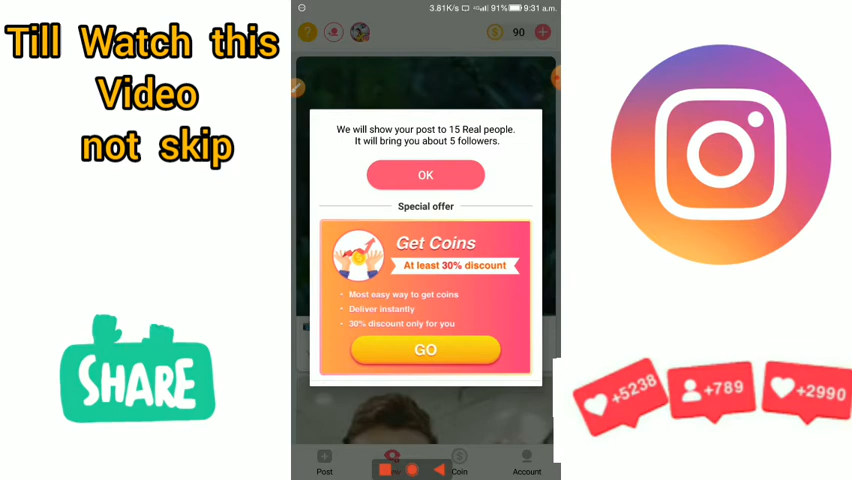 Till Watch this
Video
not skip
3.81K/s 91% 9:31 a.m.
?
$ 90 +
We will show your post to 15 Real people.
It will bring you about 5 followers.
OK
Special offer
Get Coins
At least 30% discount
• Most easy way to get coins
• Deliver instantly
• 30% discount only for you
GO
Post
Coin
Account
SHARE
+5238
+789
+2990